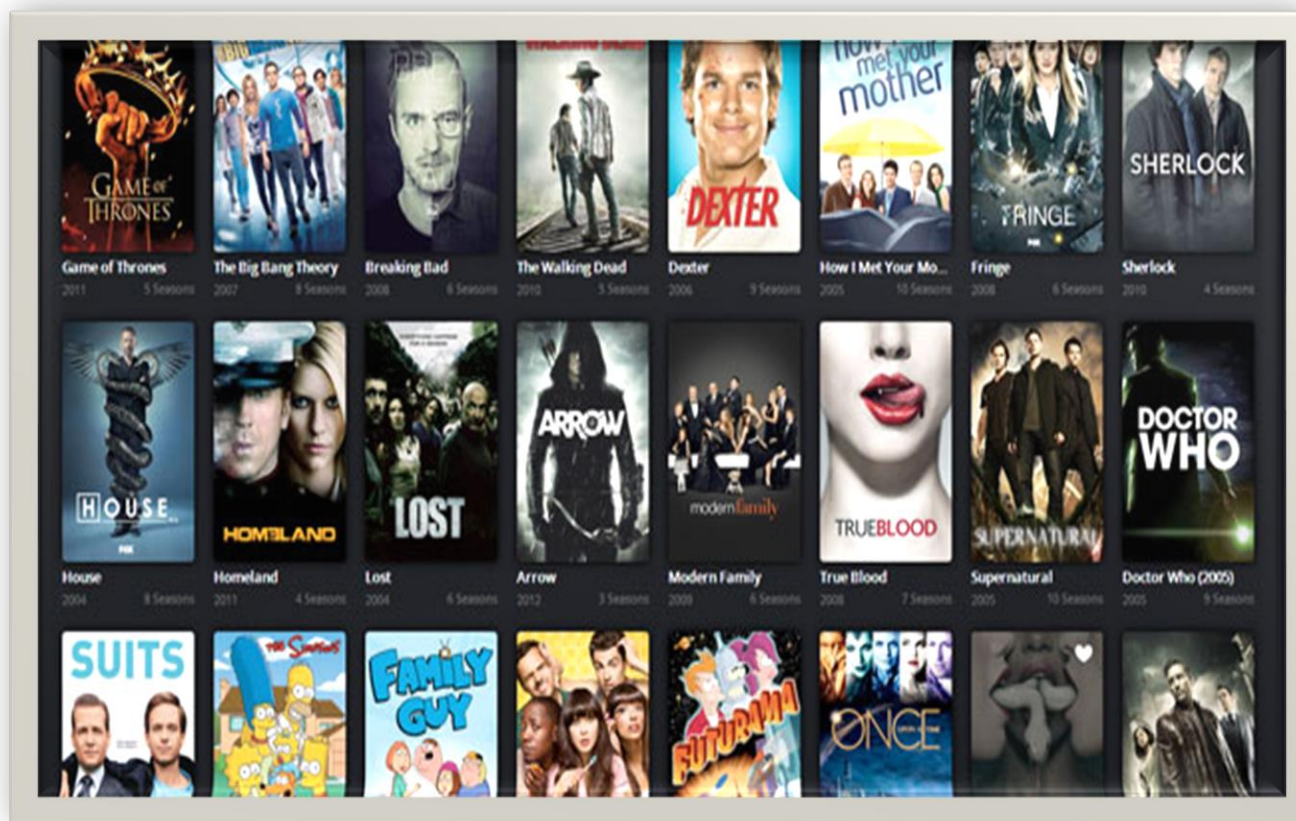 GAME OF
THRONES
DEXTER
how i
met your
mother
FRINGE
FOX
SHERLOCK
Game of Thrones
The Big Bang Theory
Breaking Bad
The Walking Dead
Dexter
How I Met Your Mo...
Fringe
Sherlock
2011 5 Seasons
2007 8 Seasons
2008 6 Seasons
2010 5 Seasons
2006 9 Seasons
2005 10 Seasons
2008 6 Seasons
2010 4 Seasons
HOUSE
FOX
HOMELAND
LOST
ARROW
modernfamily
TRUEBLOOD
SUPERNATURAL
DOCTOR
WHO
House
Homeland
Lost
Arrow
Modern Family
True Blood
Supernatural
Doctor Who (2005)
2004 8 Seasons
2011 4 Seasons
2004 6 Seasons
2012 3 Seasons
2009 6 Seasons
2008 7 Seasons
2005 10 Seasons
2005 9 Seasons
SUITS
THE SIMPSONS
FAMILY
GUY
FUTURAMA
ONCE